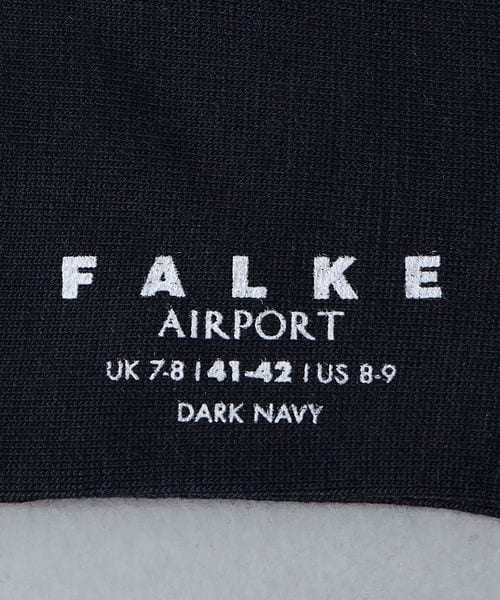 FALKE
AIRPORT
UK 7-8 | 41-42 | US 8-9
DARK NAVY